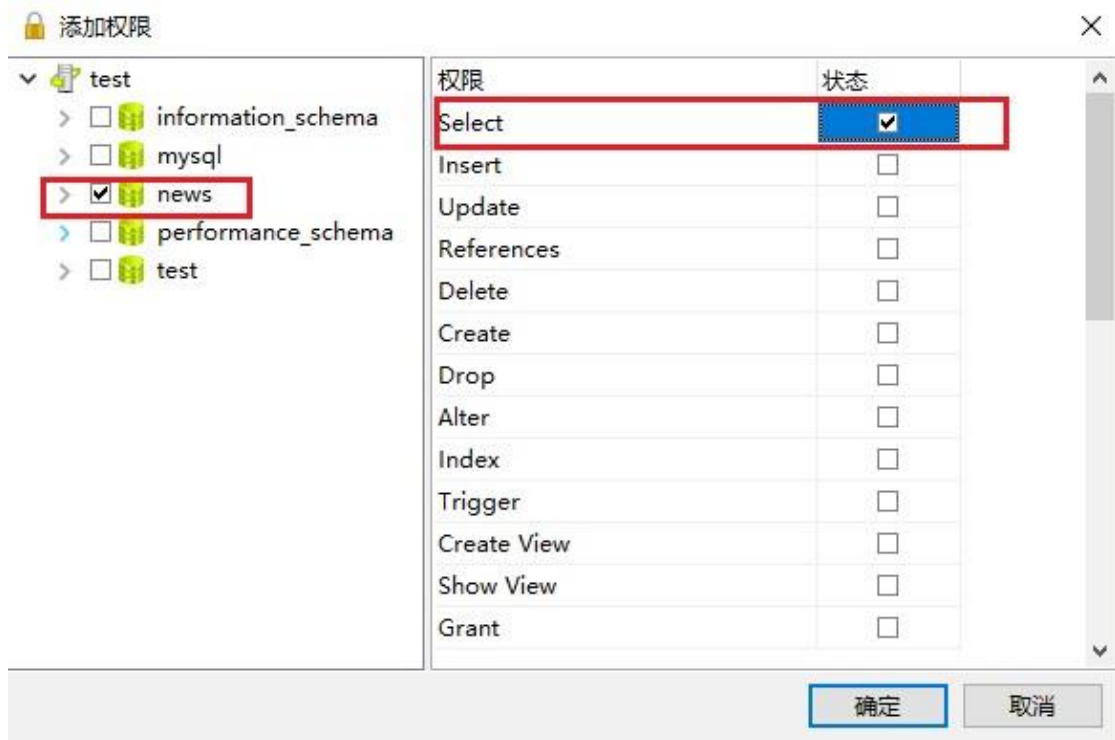 添加权限
test
information_schema
mysql
news
performance_schema
test
权限 状态
Select
Insert
Update
References
Delete
Create
Drop
Alter
Index
Trigger
Create View
Show View
Grant
确定 取消